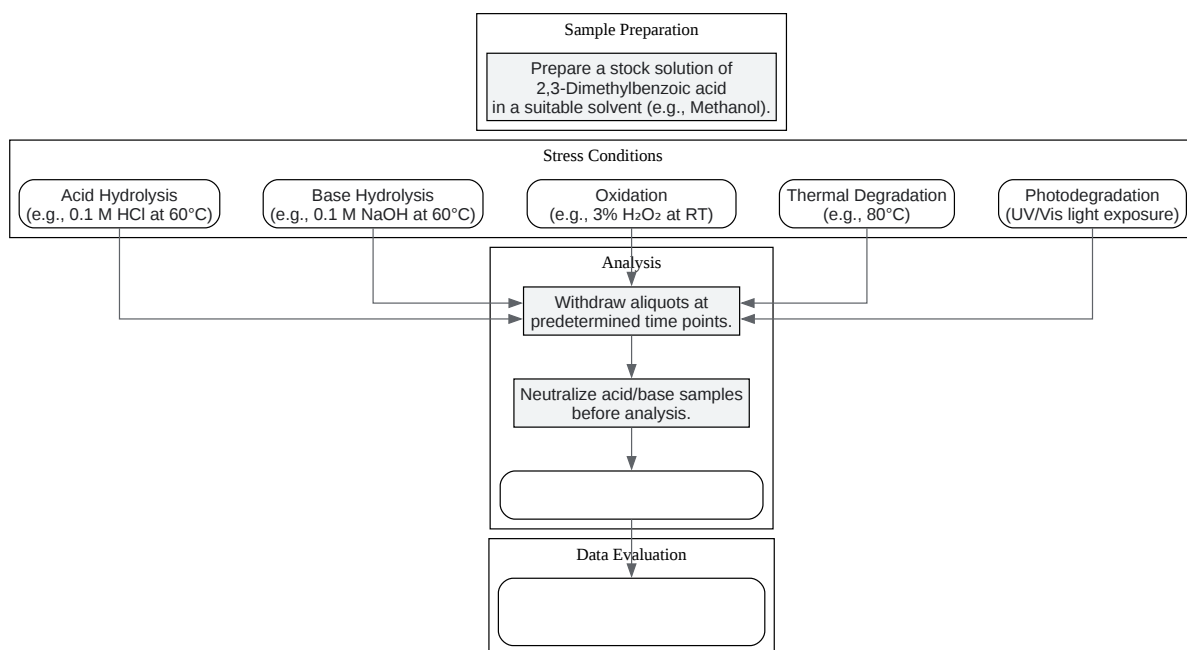 Sample Preparation
Prepare a stock solution of
2,3-Dimethylbenzoic acid
in a suitable solvent (e.g., Methanol).
Stress Conditions
Acid Hydrolysis
(e.g., 0.1 M HCl at 60°C)
Base Hydrolysis
(e.g., 0.1 M NaOH at 60°C)
Oxidation
(e.g., 3% H₂O₂ at RT)
Thermal Degradation
(e.g., 80°C)
Photodegradation
(UV/Vis light exposure)
Analysis
Withdraw aliquots at
predetermined time points.
Neutralize acid/base samples
before analysis.
Data Evaluation